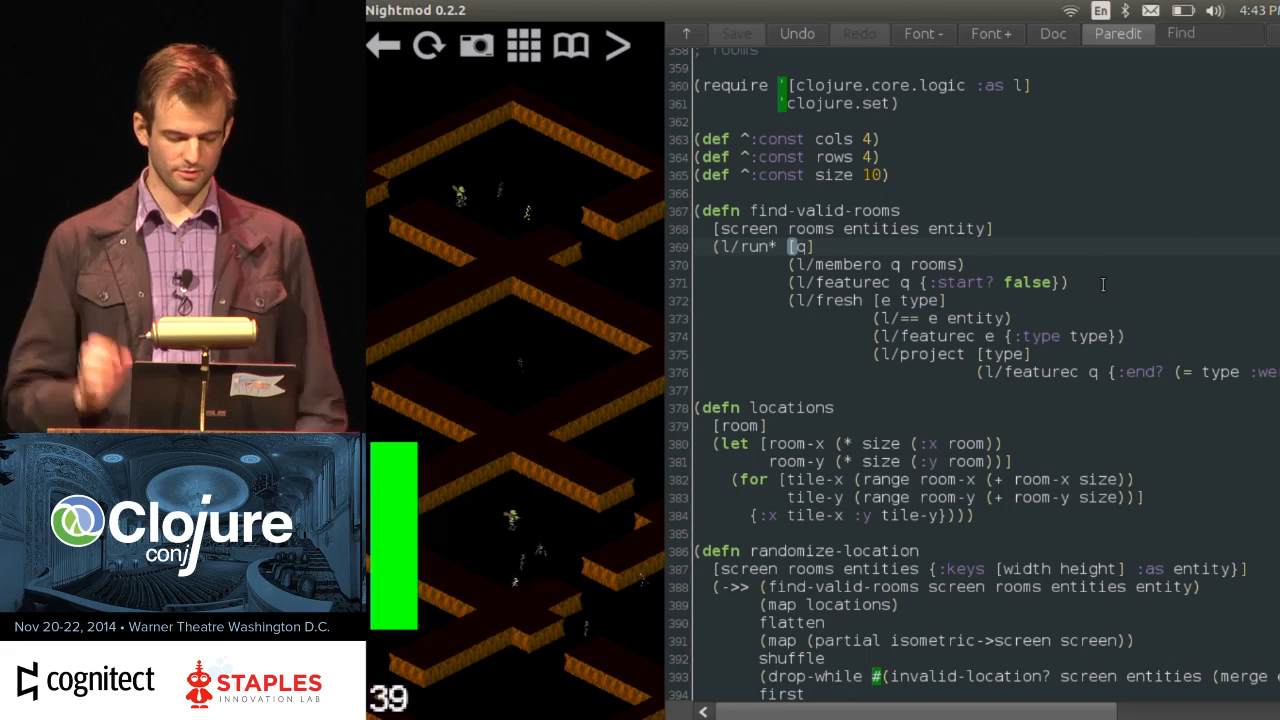 Nightmod 0.2.2
En
4:43 P
Save Undo Redo Font - Font + Doc Paredit Find
358 ; rooms
359
360 (require '[clojure.core.logic :as l]
361 'clojure.set)
362
363 (def ^:const cols 4)
364 (def ^:const rows 4)
365 (def ^:const size 10)
366
367 (defn find-valid-rooms
368 [screen rooms entities entity]
369 (l/run* [q]
370 (l/membero q rooms)
371 (l/featurec q {:start? false})
372 (l/fresh [e type]
373 (l/== e entity)
374 (l/featurec e {:type type})
375 (l/project [type]
376 (l/featurec q {:end? (= type :we
377
378 (defn locations
379 [room]
380 (let [room-x (* size (:x room))
381 room-y (* size (:y room))]
382 (for [tile-x (range room-x (+ room-x size))
383 tile-y (range room-y (+ room-y size))]
384 {:x tile-x :y tile-y})))
385
386 (defn randomize-location
387 [screen rooms entities {:keys [width height] :as entity}]
388 (->> (find-valid-rooms screen rooms entities entity)
389 (map locations)
390 flatten
391 (map (partial isometric->screen screen))
392 shuffle
393 (drop-while #(invalid-location? screen entities (merge e
394 first
39
ASUS
Clojure
conj
Nov 20-22, 2014 • Warner Theatre Washington D.C.
cognitect
STAPLES
INNOVATION LAB